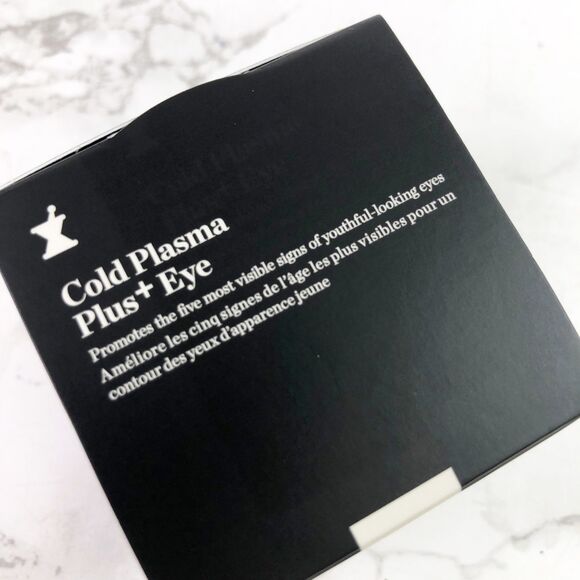 Cold Plasma
Plus+ Eye
Promotes the five most visible signs of youthful-looking eyes
Améliore les cinq signes de l'âge les plus visibles pour un
contour des yeux d'apparence jeune